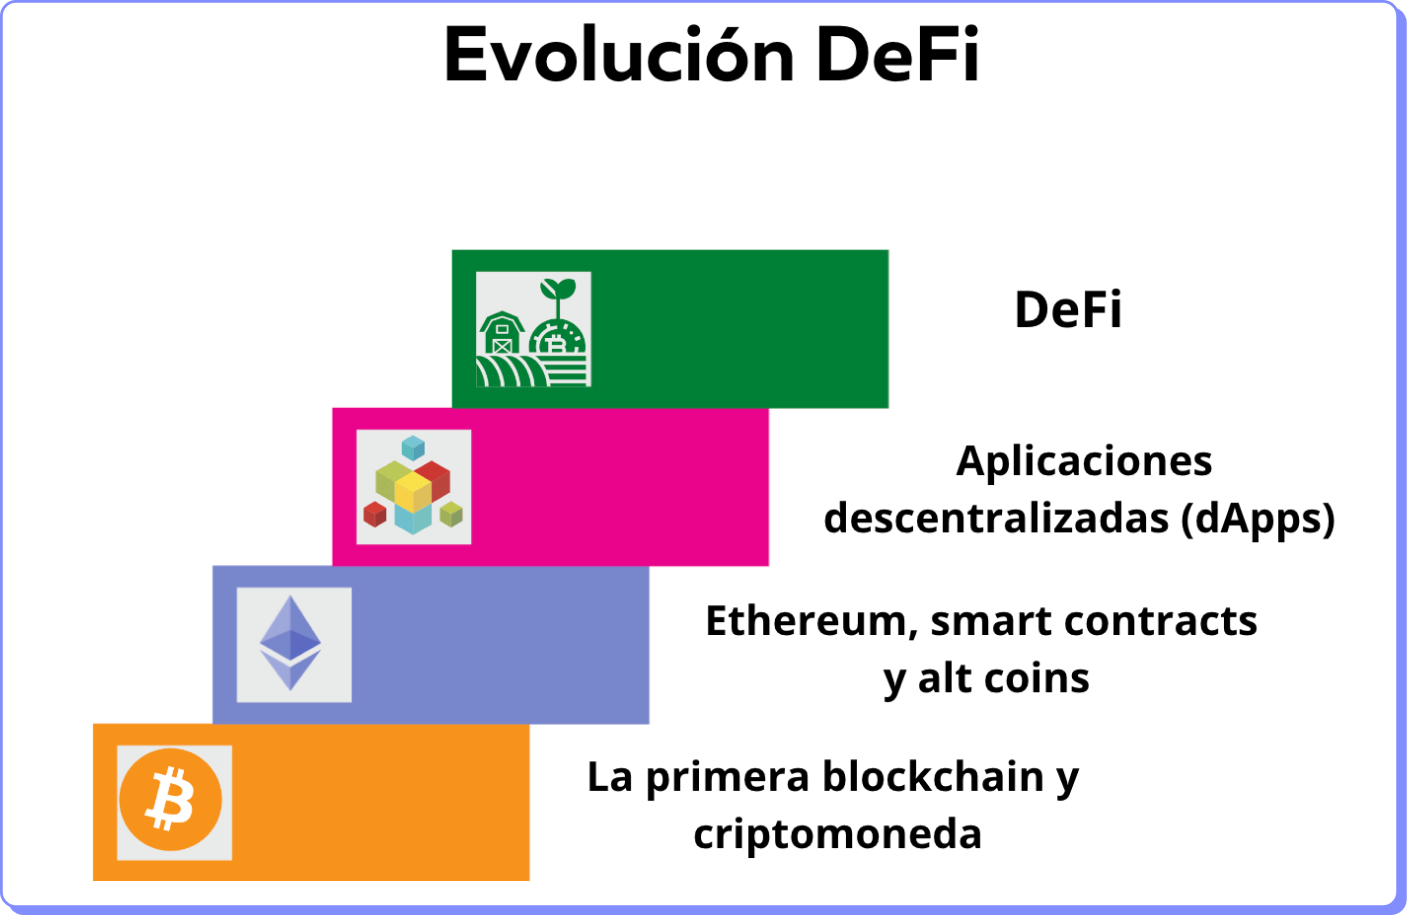 Evolución DeFi
DeFi
Aplicaciones
descentralizadas (dApps)
Ethereum, smart contracts
y alt coins
La primera blockchain y
criptomoneda